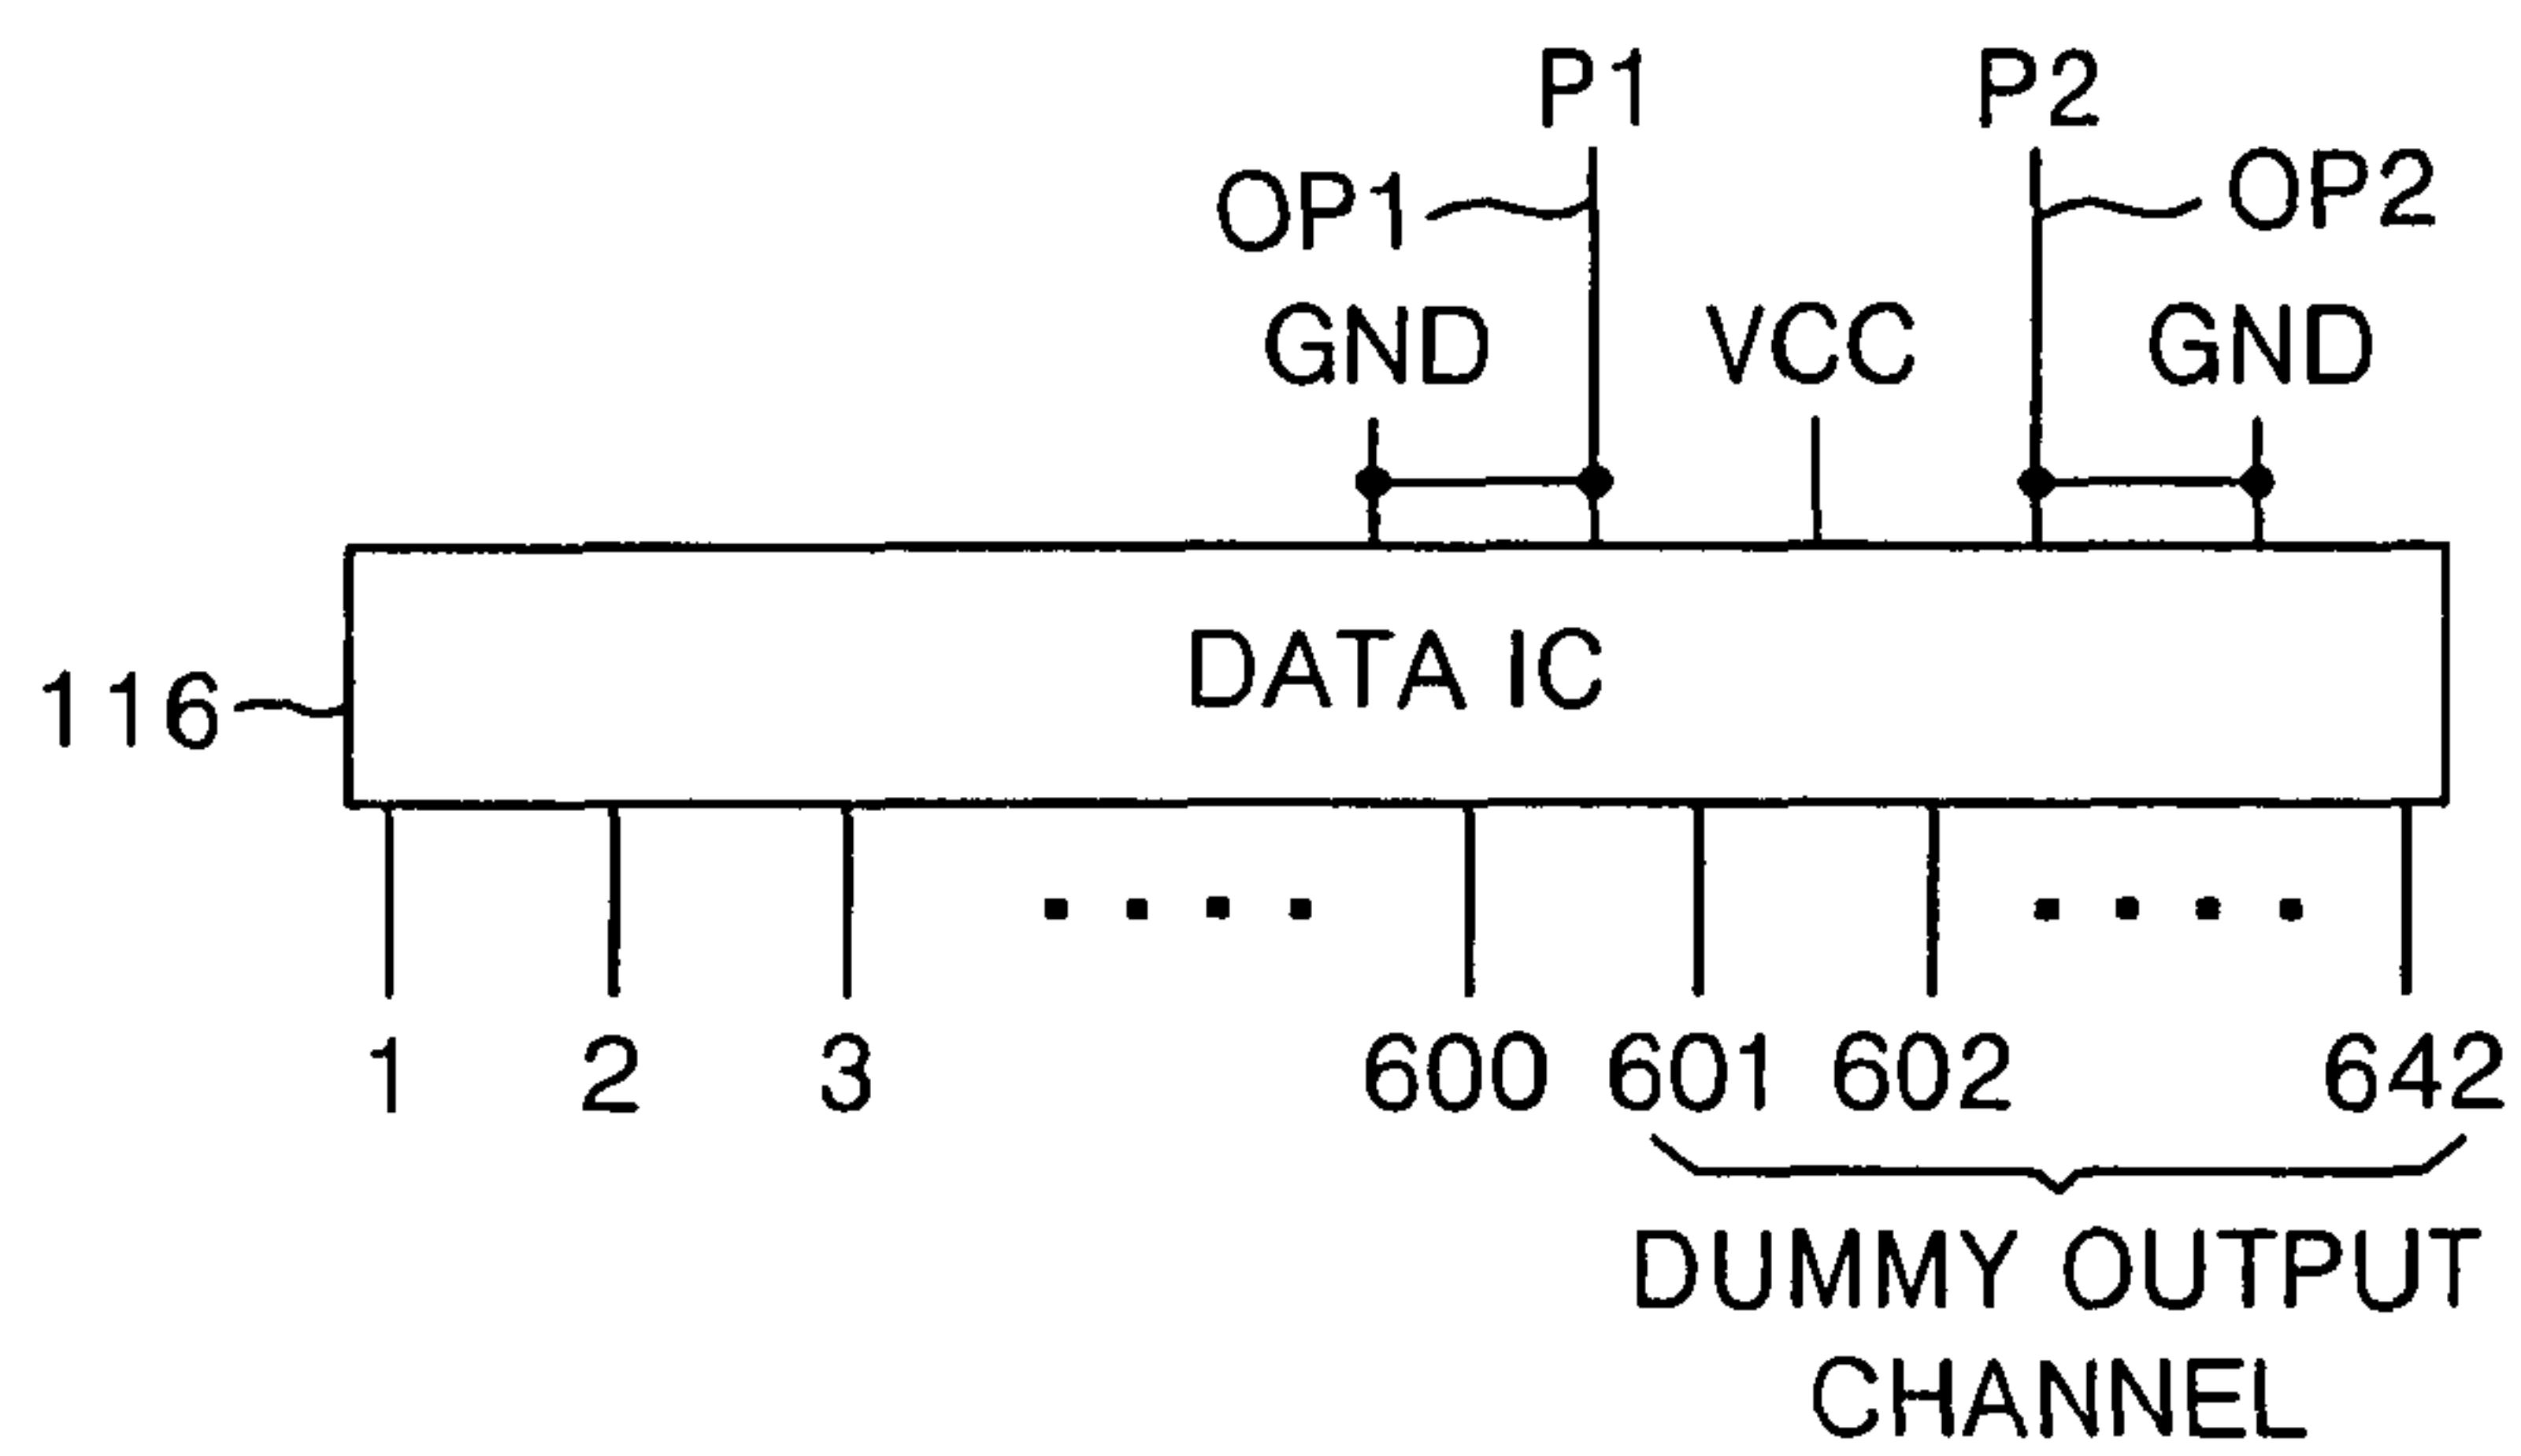 P1 P2
OP1 OP2
GND VCC GND
DATA IC
116
1 2 3 600 601 602 642
DUMMY OUTPUT
CHANNEL